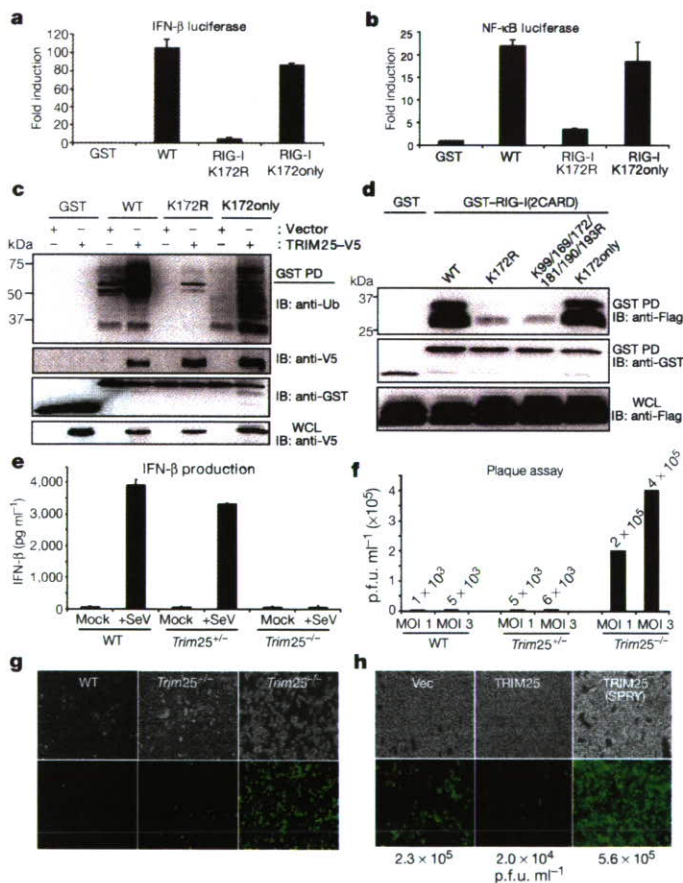 a
IFN-β luciferase
Fold induction
120
100
80
60
40
20
0
GST
WT
RIG-I K172R
RIG-I K172only
b
NF-κB luciferase
Fold induction
25
20
15
10
5
0
GST
WT
RIG-I K172R
RIG-I K172only
c
GST WT K172R K172only
+ - + - + - + - : Vector
- + - + - + - + : TRIM25–V5
kDa
75
50
37
GST PD
IB: anti-Ub
IB: anti-V5
IB: anti-GST
WCL
IB: anti-V5
d
GST GST–RIG-I(2CARD)
WT
K172R
K99/169/172/
181/190/193R
K172only
kDa
37
25
GST PD
IB: anti-Flag
GST PD
IB: anti-GST
WCL
IB: anti-Flag
e
IFN-β production
IFN-β (pg ml⁻¹)
4,000
3,000
2,000
1,000
0
Mock +SeV Mock +SeV Mock +SeV
WT Trim25+/– Trim25–/–
f
Plaque assay
p.f.u. ml⁻¹ (×10⁵)
5
4
3
2
1
0
1 × 10³
5 × 10³
5 × 10³
6 × 10³
2 × 10⁵
4 × 10⁵
MOI 1 MOI 3 MOI 1 MOI 3 MOI 1 MOI 3
WT Trim25+/– Trim25–/–
g
WT Trim25+/– Trim25–/–
h
Vec TRIM25 TRIM25
(SPRY)
2.3 × 10⁵ 2.0 × 10⁴ 5.6 × 10⁵
p.f.u. ml⁻¹